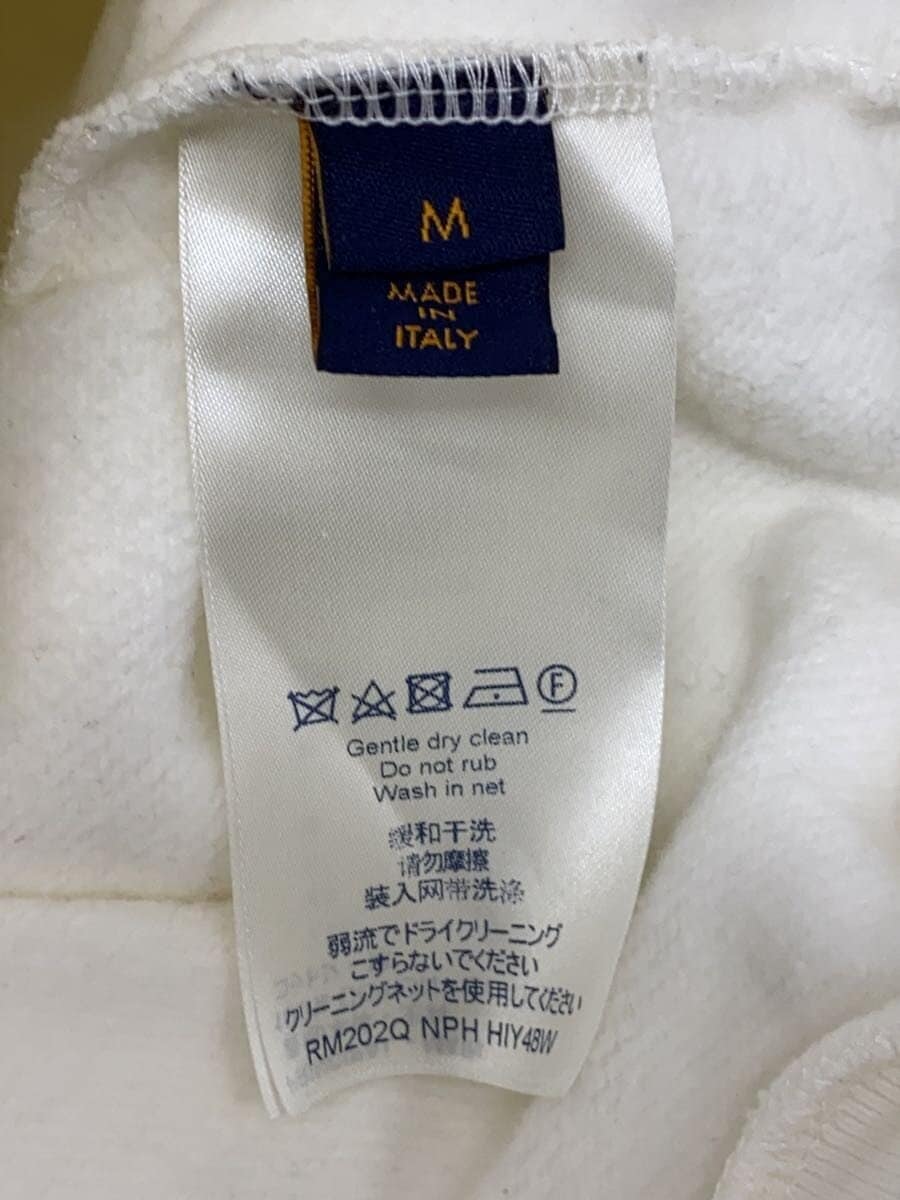 M
MADE
IN
ITALY
F
Gentle dry clean
Do not rub
Wash in net
缓和干洗
请勿摩擦
装入网带洗涤
弱流でドライクリーニング
こすらないでください
クリーニングネットを使用してください
RM202Q NPH HIY48W